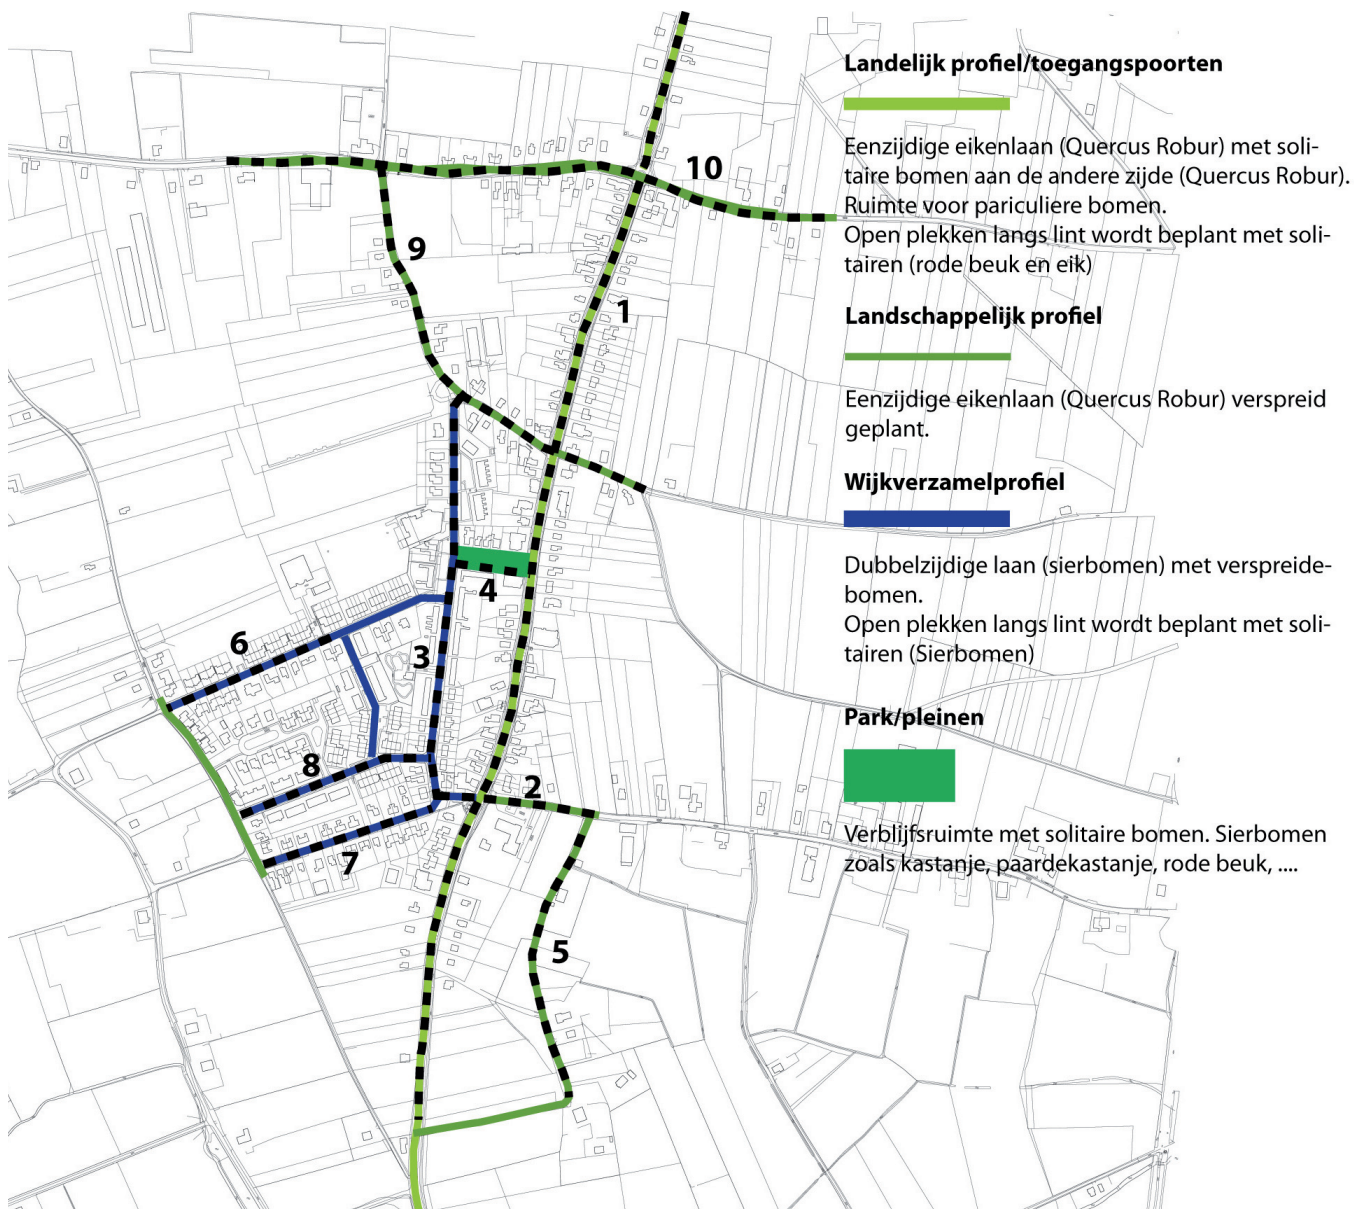 Landelijk profiel/toegangspoorten
Eenzijdige eikenlaan (Quercus Robur) met soli-
taire bomen aan de andere zijde (Quercus Robur).
Ruimte voor pariculiere bomen.
Open plekken langs lint wordt beplant met soli-
tairen (rode beuk en eik)
Landschappelijk profiel
Eenzijdige eikenlaan (Quercus Robur) verspreid
geplant.
Wijkverzamelprofiel
Dubbelzijdige laan (sierbomen) met verspreide-
bomen.
Open plekken langs lint wordt beplant met soli-
tairen (Sierbomen)
Park/pleinen
Verblijfsruimte met solitaire bomen. Sierbomen
zoals kastanje, paardekastanje, rode beuk, ....
10
9
1
4
6
3
8
2
7
5